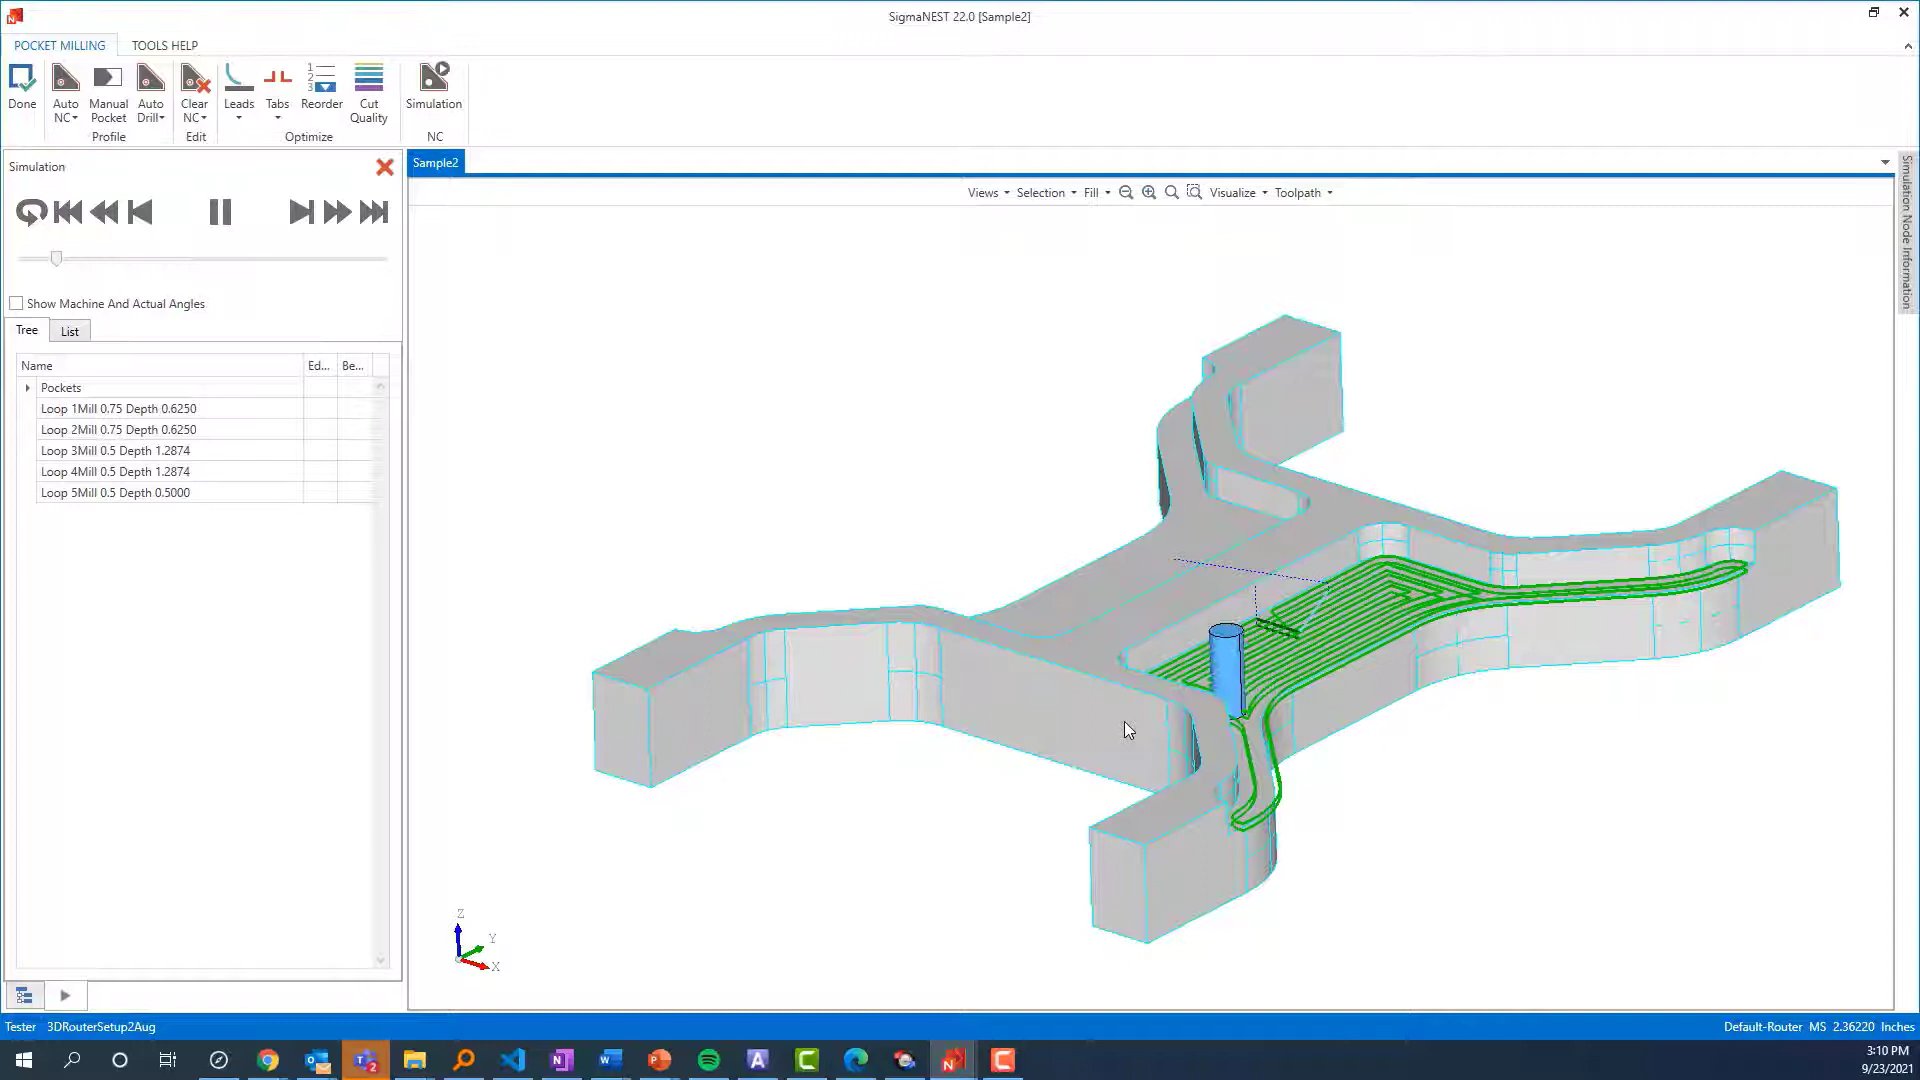 SigmaNEST 22.0 [Sample2]
POCKET MILLING TOOLS HELP
Done
Auto NC
Manual Pocket
Auto Drill
Clear NC
Leads
Tabs
1 2 3
Reorder
Cut Quality
Simulation
Profile
Edit
Optimize
NC
Simulation
Sample2
Views Selection Fill Visualize Toolpath
Simulation Node Information
Show Machine And Actual Angles
Tree List
Name Ed... Be...
Pockets
Loop 1Mill 0.75 Depth 0.6250
Loop 2Mill 0.75 Depth 0.6250
Loop 3Mill 0.5 Depth 1.2874
Loop 4Mill 0.5 Depth 1.2874
Loop 5Mill 0.5 Depth 0.5000
Z
Y
X
Tester 3DRouterSetup2Aug
Default-Router MS 2.36220 Inches
3:10 PM
9/23/2021